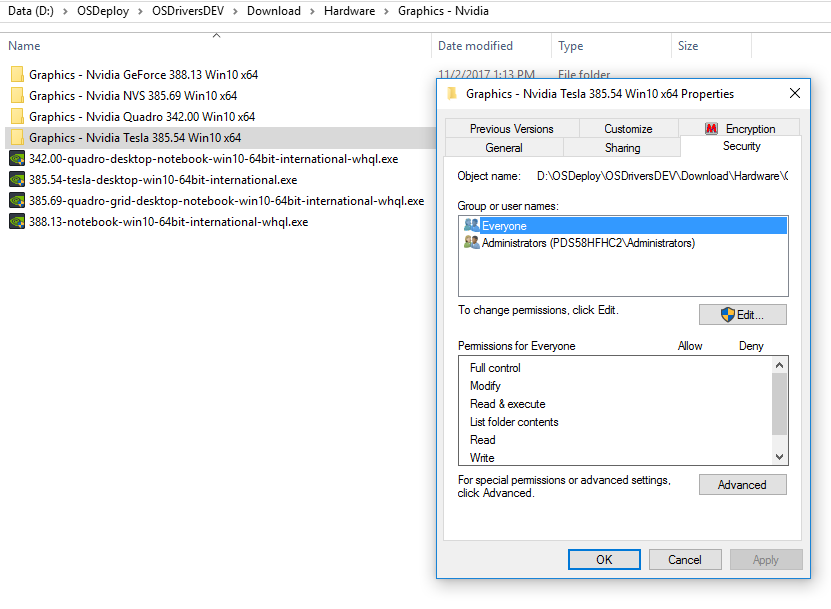 Data (D:) > OSDeploy > OSDriversDEV > Download > Hardware > Graphics - Nvidia
Name Date modified Type Size
Graphics - Nvidia GeForce 388.13 Win10 x64 11/2/2017 1:13 PM File folder
Graphics - Nvidia NVS 385.69 Win10 x64
Graphics - Nvidia Quadro 342.00 Win10 x64
Graphics - Nvidia Tesla 385.54 Win10 x64
342.00-quadro-desktop-notebook-win10-64bit-international-whql.exe
385.54-tesla-desktop-win10-64bit-international.exe
385.69-quadro-grid-desktop-notebook-win10-64bit-international-whql.exe
388.13-notebook-win10-64bit-international-whql.exe
Graphics - Nvidia Tesla 385.54 Win10 x64 Properties
Previous Versions Customize M Encryption
General Sharing Security
Object name: D:\OSDeploy\OSDriversDEV\Download\Hardware\
Group or user names:
Everyone
Administrators (PDS58HFHC2\Administrators)
To change permissions, click Edit.
Edit...
Permissions for Everyone Allow Deny
Full control
Modify
Read & execute
List folder contents
Read
Write
For special permissions or advanced settings,
click Advanced.
Advanced
OK Cancel Apply